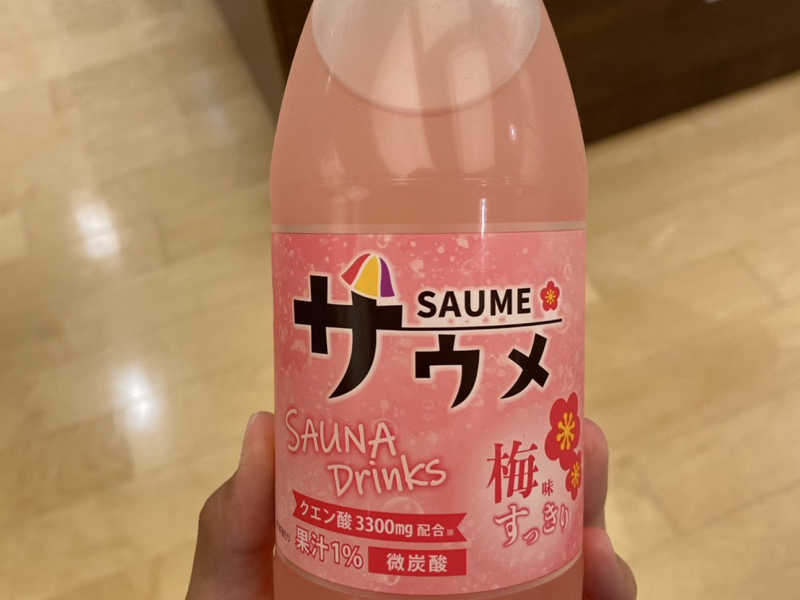 SAUME
サウメ
SAUNA
Drinks
梅味
すっきり
クエン酸3300mg配合※
果汁1%
微炭酸